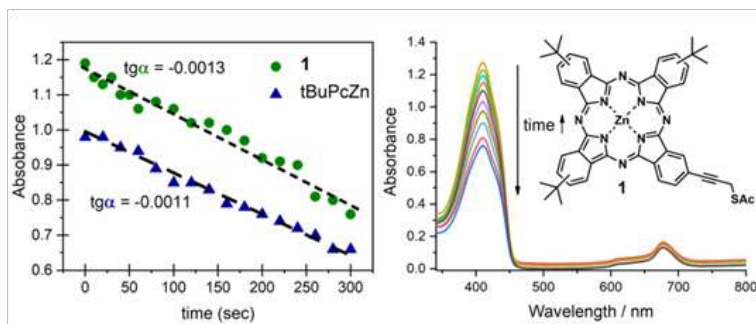 1.2
1.1
1.0
0.9
0.8
0.7
0.6
Absobance
tgα = -0.0013
1
tBuPcZn
tgα = -0.0011
0 50 100 150 200 250 300
time (sec)
1.4
1.2
1.0
0.8
0.6
0.4
0.2
0.0
Absorbance
time
N N N
N Zn N
N N N
1
SAc
400 500 600 700 800
Wavelength / nm